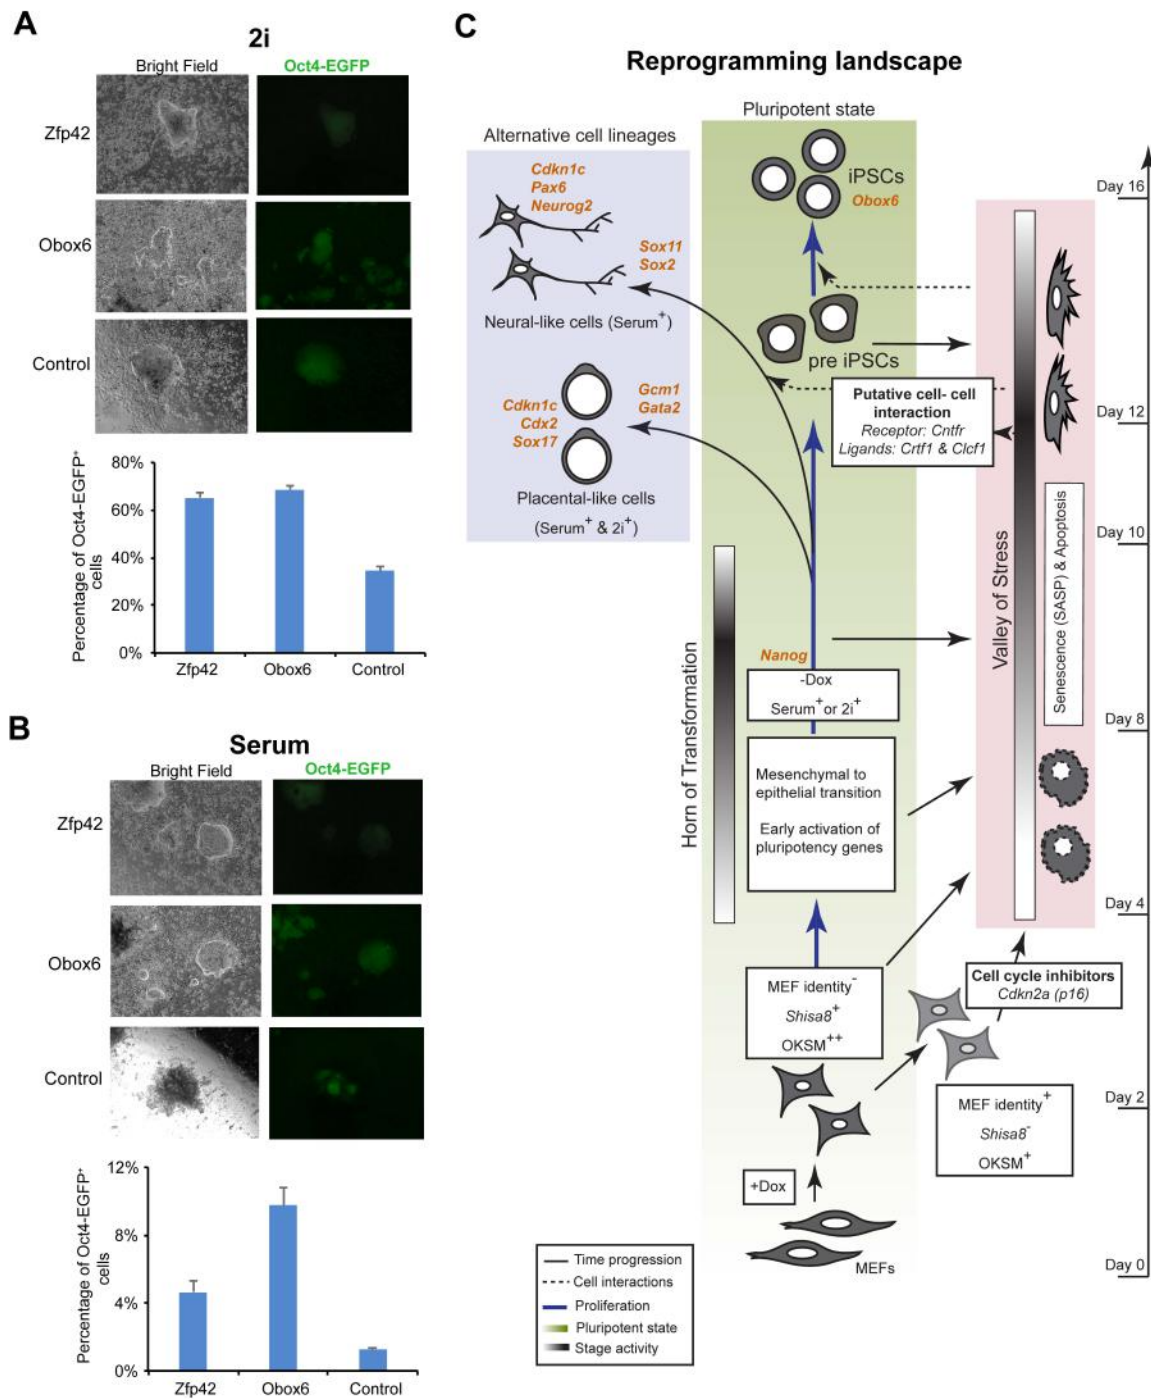 A
2i
Bright Field
Oct4-EGFP
Zfp42
Obox6
Control
80%
60%
40%
20%
0%
Percentage of Oct4-EGFP⁺
cells
Zfp42
Obox6
Control
B
Serum
Bright Field
Oct4-EGFP
Zfp42
Obox6
Control
12%
8%
4%
0%
Percentage of Oct4-EGFP⁺
cells
Zfp42
Obox6
Control
C
Reprogramming landscape
Alternative cell lineages
Cdkn1c
Pax6
Neurog2
Sox11
Sox2
Neural-like cells (Serum⁺)
Cdkn1c
Cdx2
Sox17
Gcm1
Gata2
Placental-like cells
(Serum⁺ & 2i⁺)
Pluripotent state
iPSCs
Obox6
pre iPSCs
Putative cell- cell
interaction
Receptor: Cntfr
Ligands: Crtf1 & Clcf1
Horn of Transformation
Nanog
-Dox
Serum⁺ or 2i⁺
Mesenchymal to
epithelial transition
Early activation of
pluripotency genes
MEF identity⁻
Shisa8⁺
OKSM⁺⁺
+Dox
MEFs
Valley of Stress
Senescence (SASP) & Apoptosis
Cell cycle inhibitors
Cdkn2a (p16)
MEF identity⁺
Shisa8⁻
OKSM⁺
Day 16
Day 12
Day 10
Day 8
Day 4
Day 2
Day 0
Time progression
Cell interactions
Proliferation
Pluripotent state
Stage activity